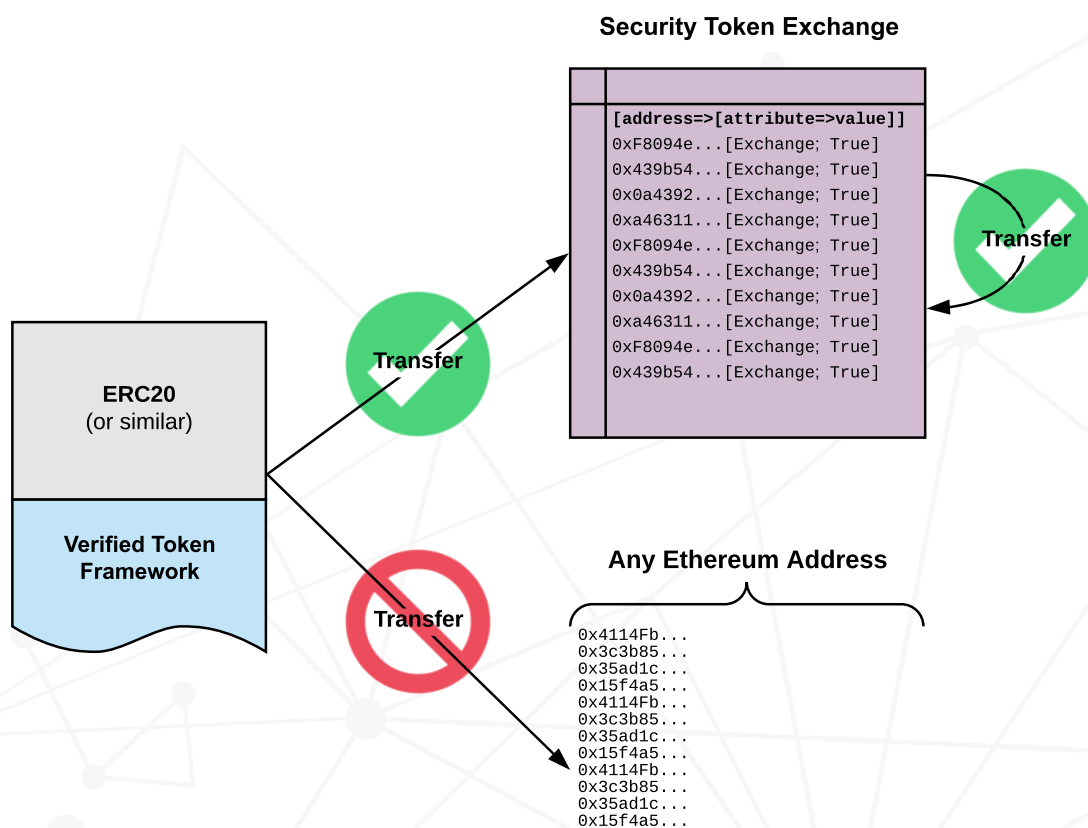 Security Token Exchange
[address=>[attribute=>value]]
0xF8094e...[Exchange; True]
0x439b54...[Exchange; True]
0x0a4392...[Exchange; True]
0xa46311...[Exchange; True]
0xF8094e...[Exchange; True]
0x439b54...[Exchange; True]
0x0a4392...[Exchange; True]
0xa46311...[Exchange; True]
0xF8094e...[Exchange; True]
0x439b54...[Exchange; True]
Transfer
Transfer
ERC20
(or similar)
Verified Token
Framework
Transfer
Any Ethereum Address
0x4114Fb...
0x3c3b85...
0x35ad1c...
0x15f4a5...
0x4114Fb...
0x3c3b85...
0x35ad1c...
0x15f4a5...
0x4114Fb...
0x3c3b85...
0x35ad1c...
0x15f4a5...